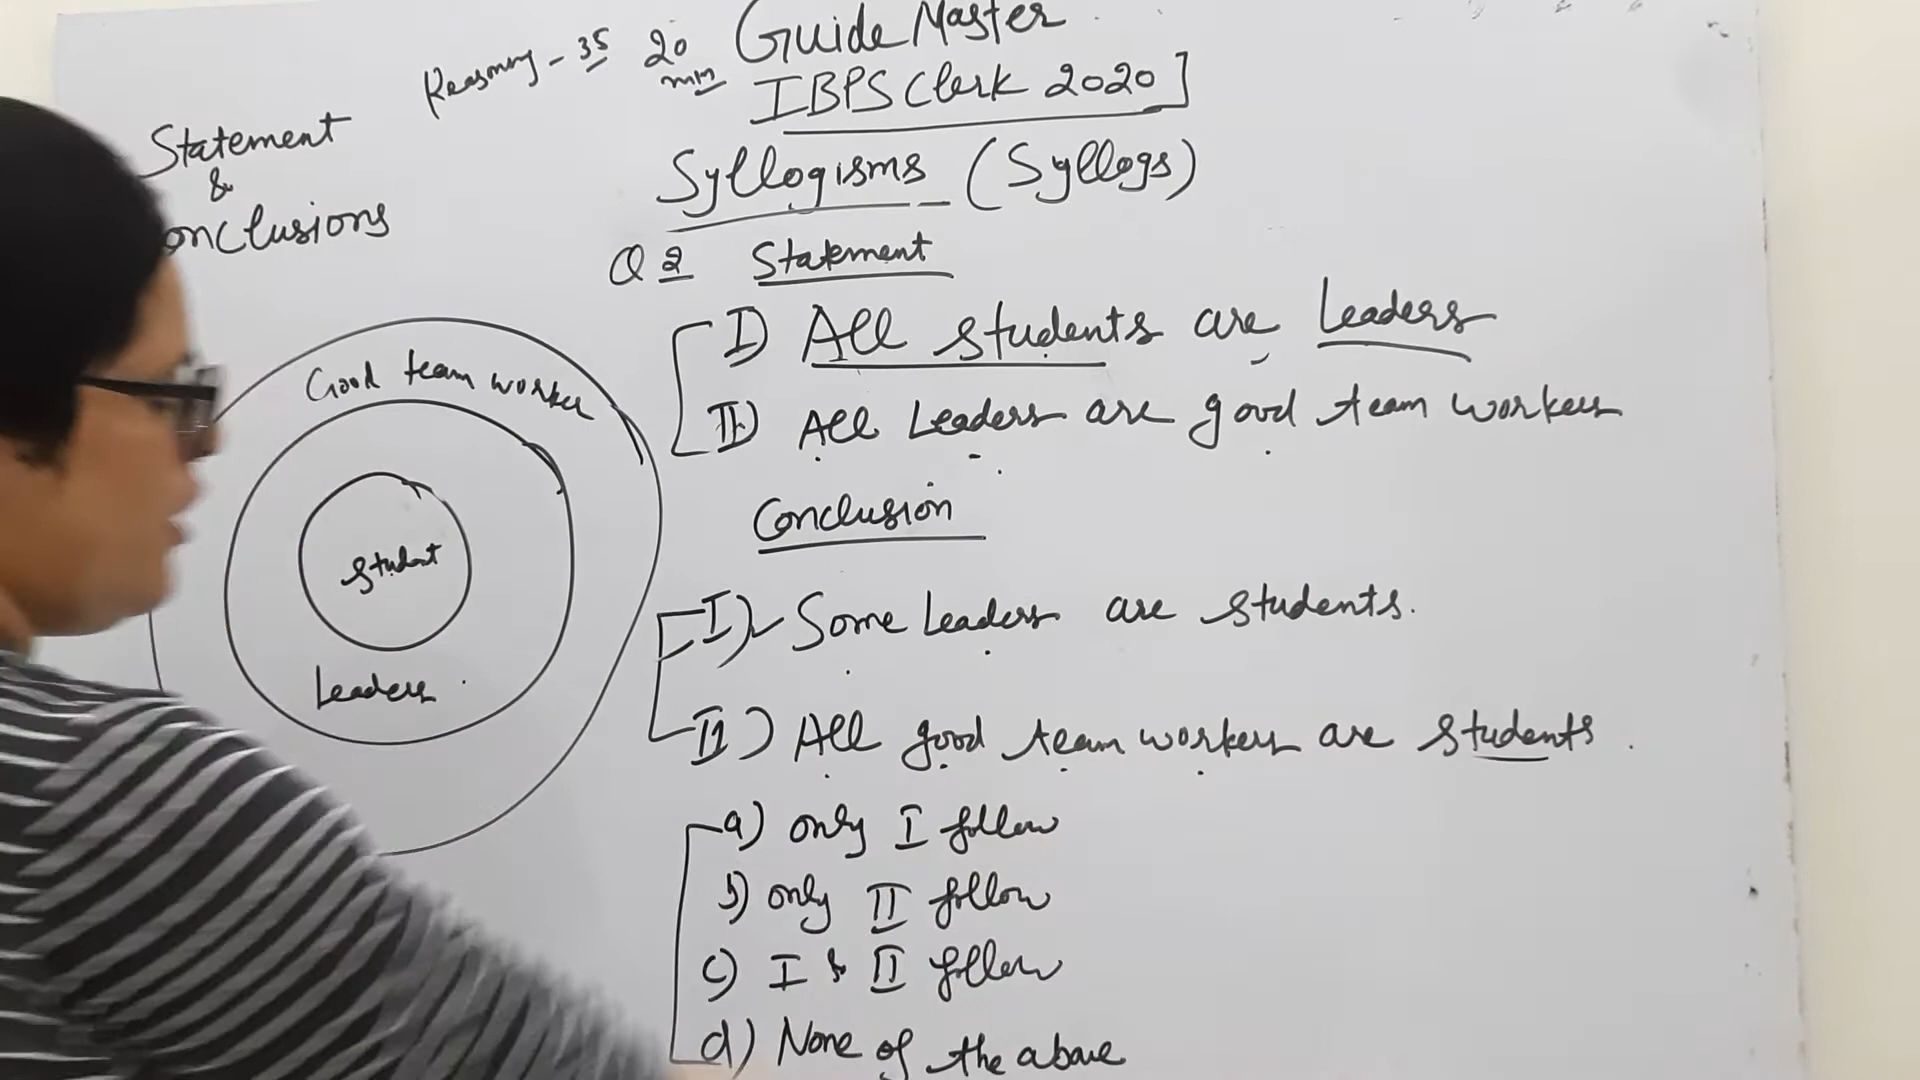 Reasoning - 35 20 min
Guide Master
IBPS Clerk 2020]
Statement
&
onclusions
Syllogisms (Syllogs)
Q 2 Statement
I) All students are Leaders
II) All Leaders are good team workers
Conclusion
I) Some Leaders are students.
II) All good team workers are students.
a) only I follow
b) only II follow
c) I & II follow
d) None of the above
Good team worker
Student
Leaders